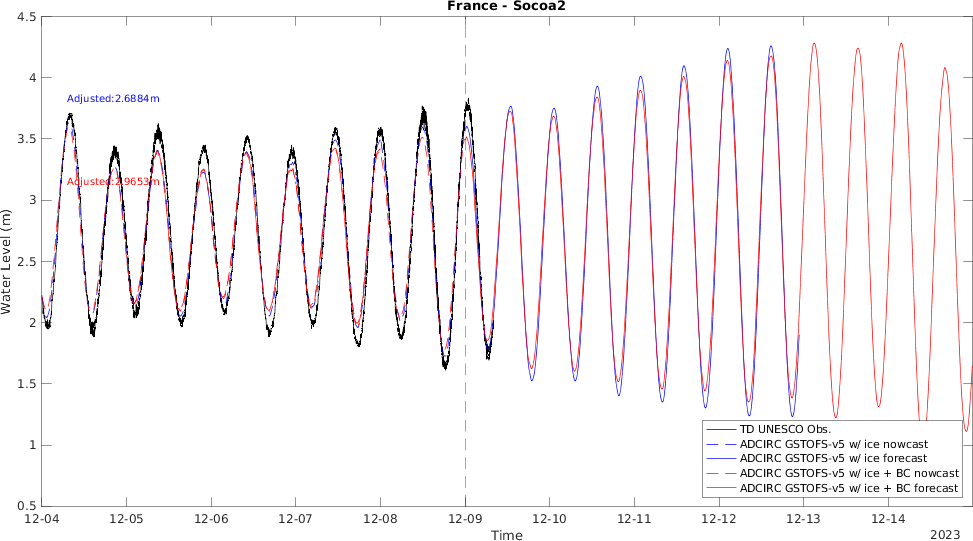 France - Socoa2
4.5
4
3.5
3
2.5
2
1.5
1
0.5
Water Level (m)
Adjusted:2.6884m
Adjusted:2.9653m
TD UNESCO Obs.
ADCIRC GSTOFS-v5 w/ ice nowcast
ADCIRC GSTOFS-v5 w/ ice forecast
ADCIRC GSTOFS-v5 w/ ice + BC nowcast
ADCIRC GSTOFS-v5 w/ ice + BC forecast
12-04 12-05 12-06 12-07 12-08 12-09 12-10 12-11 12-12 12-13 12-14
Time
2023